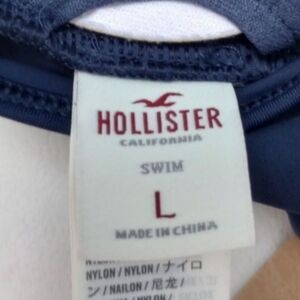 HOLLISTER
CALIFORNIA
SWIM
L
MADE IN CHINA
NYLON / NYLON / ナイロ
ン / NAILON / 尼龙 /